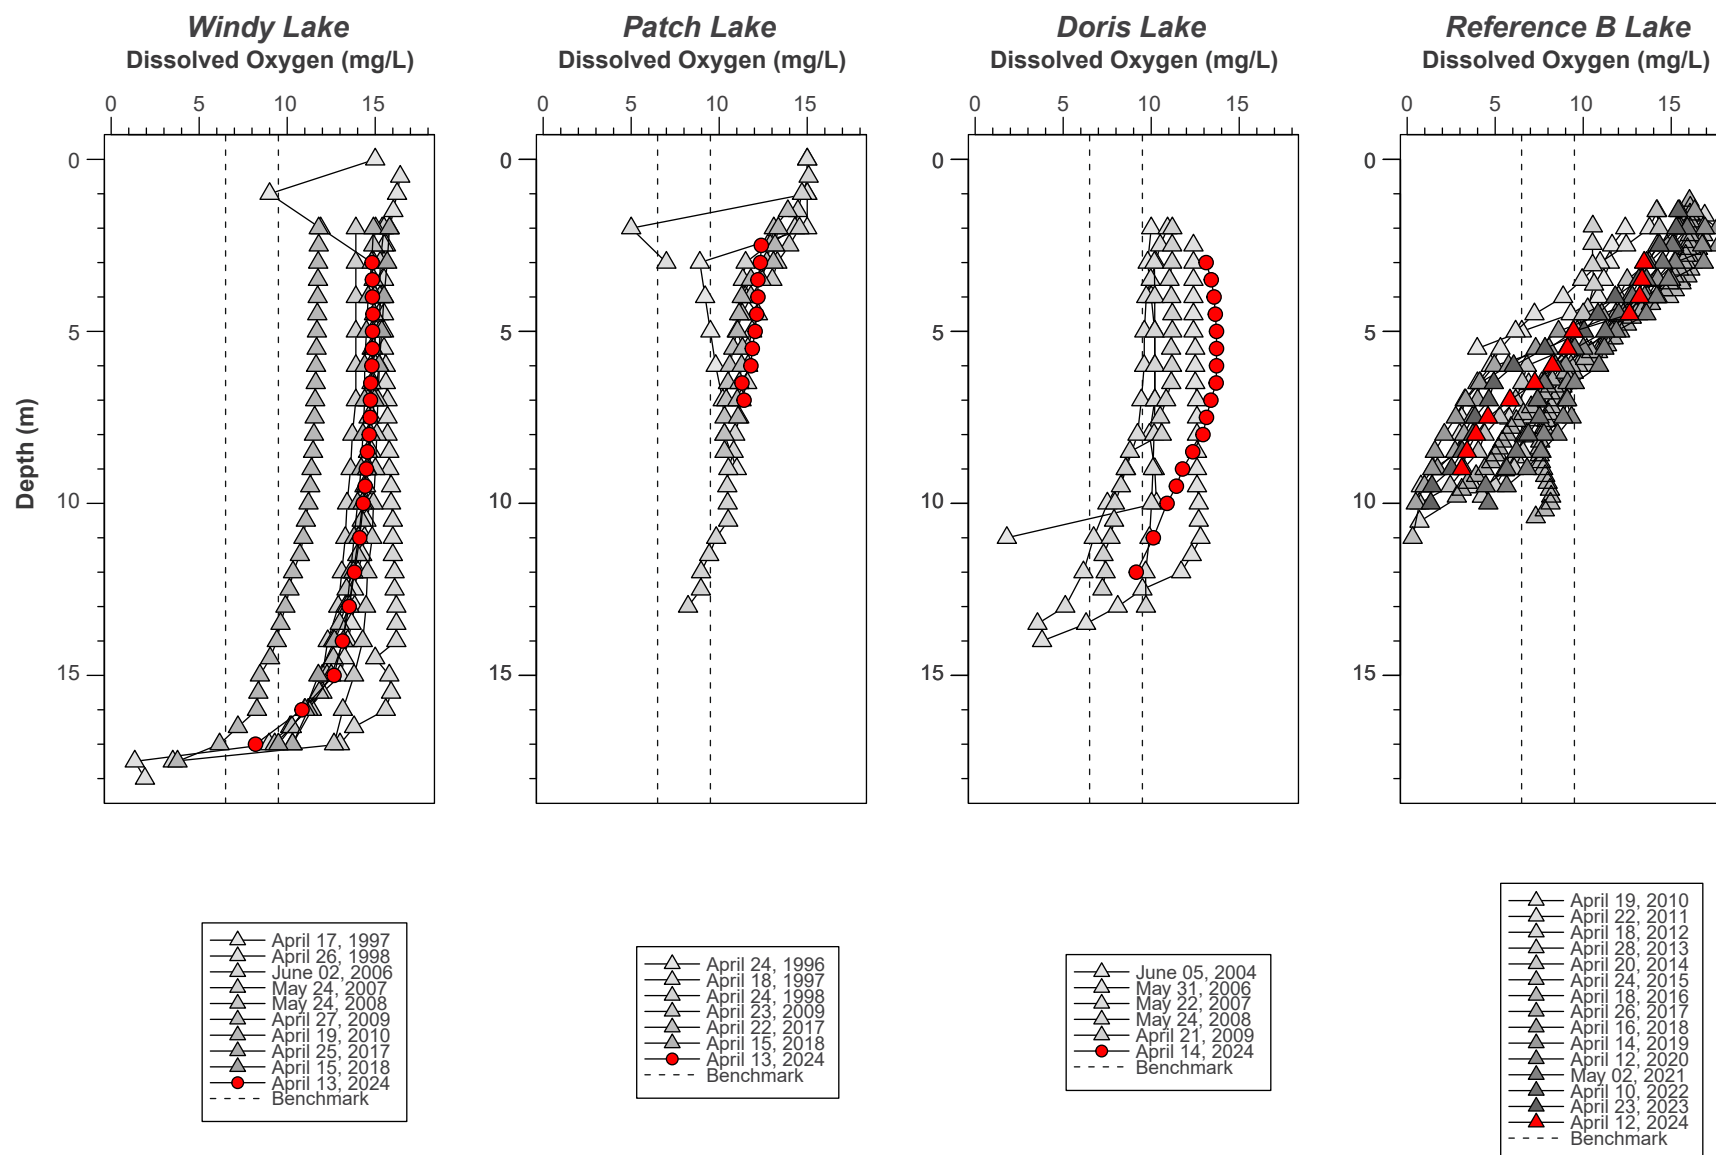 Windy Lake
Dissolved Oxygen (mg/L)
0 5 10 15
Patch Lake
Dissolved Oxygen (mg/L)
0 5 10 15
Doris Lake
Dissolved Oxygen (mg/L)
0 5 10 15
Reference B Lake
Dissolved Oxygen (mg/L)
0 5 10 15
Depth (m)
0
5
10
15
0
5
10
15
0
5
10
15
0
5
10
15
April 17, 1997
April 26, 1998
June 02, 2006
May 24, 2007
May 24, 2008
April 27, 2009
April 19, 2010
April 25, 2017
April 15, 2018
April 13, 2024
Benchmark
April 24, 1996
April 18, 1997
April 24, 1998
April 23, 2009
April 22, 2017
April 15, 2018
April 13, 2024
Benchmark
June 05, 2004
May 31, 2006
May 22, 2007
May 24, 2008
April 21, 2009
April 14, 2024
Benchmark
April 19, 2010
April 22, 2011
April 18, 2012
April 28, 2013
April 20, 2014
April 24, 2015
April 18, 2016
April 26, 2017
April 16, 2018
April 14, 2019
April 12, 2020
May 02, 2021
April 10, 2022
April 23, 2023
April 12, 2024
Benchmark